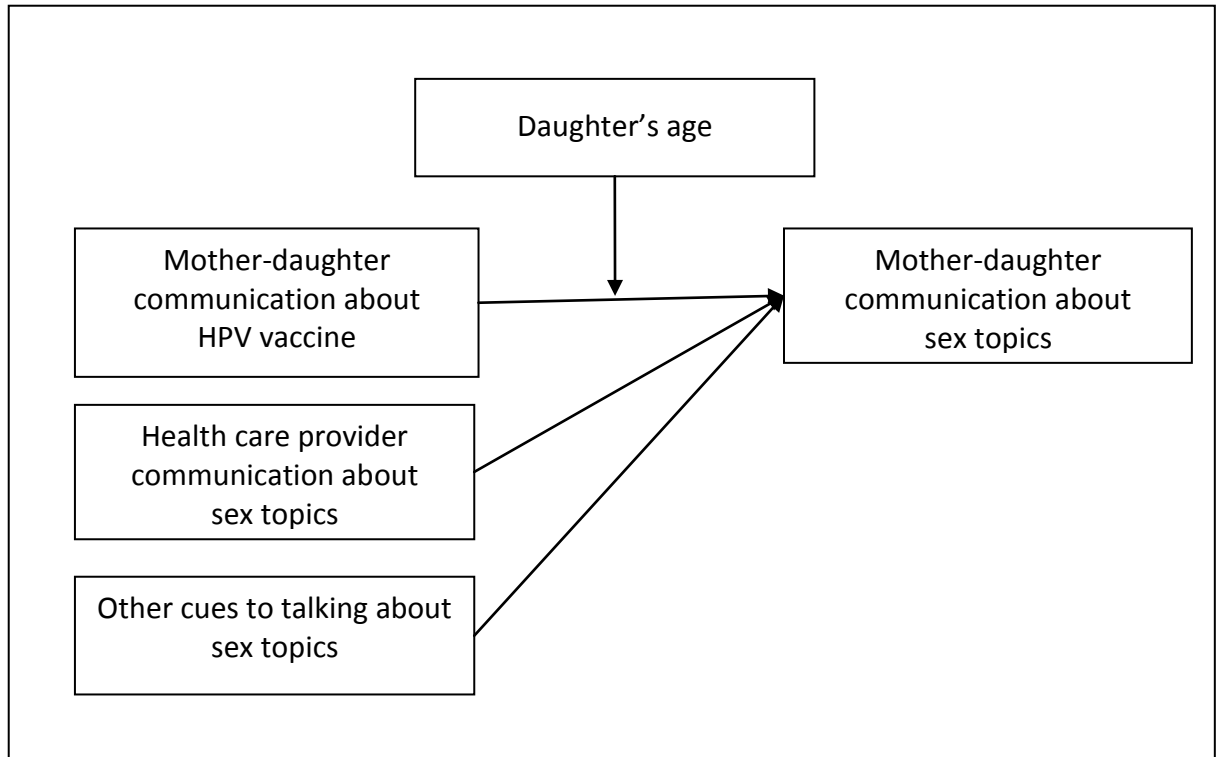 Daughter’s age
Mother-daughter
communication about
HPV vaccine
Mother-daughter
communication about
sex topics
Health care provider
communication about
sex topics
Other cues to talking about
sex topics